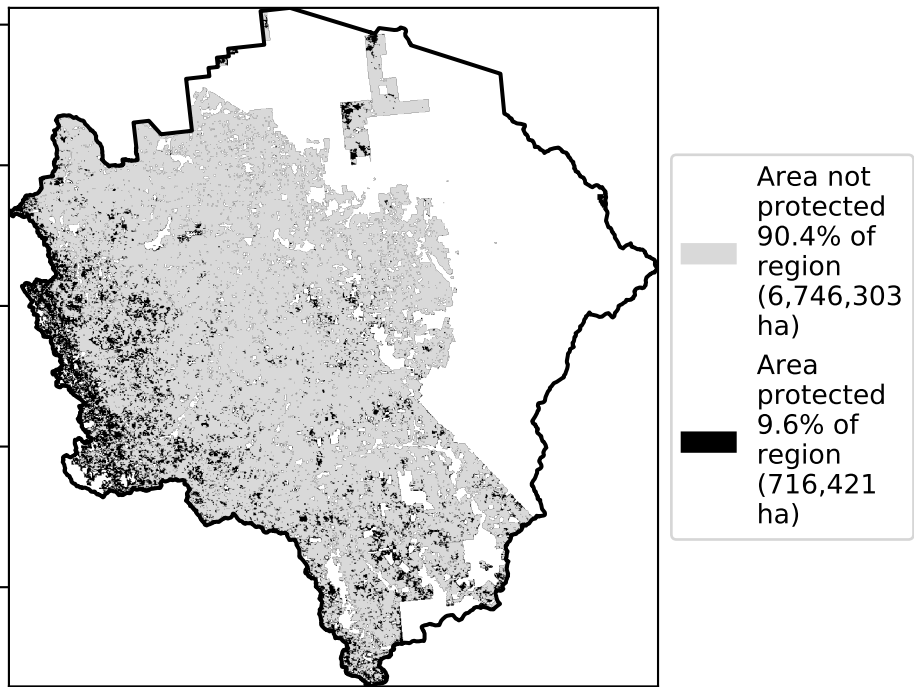 Area not
protected
90.4% of
region
(6,746,303
ha)
Area
protected
9.6% of
region
(716,421
ha)